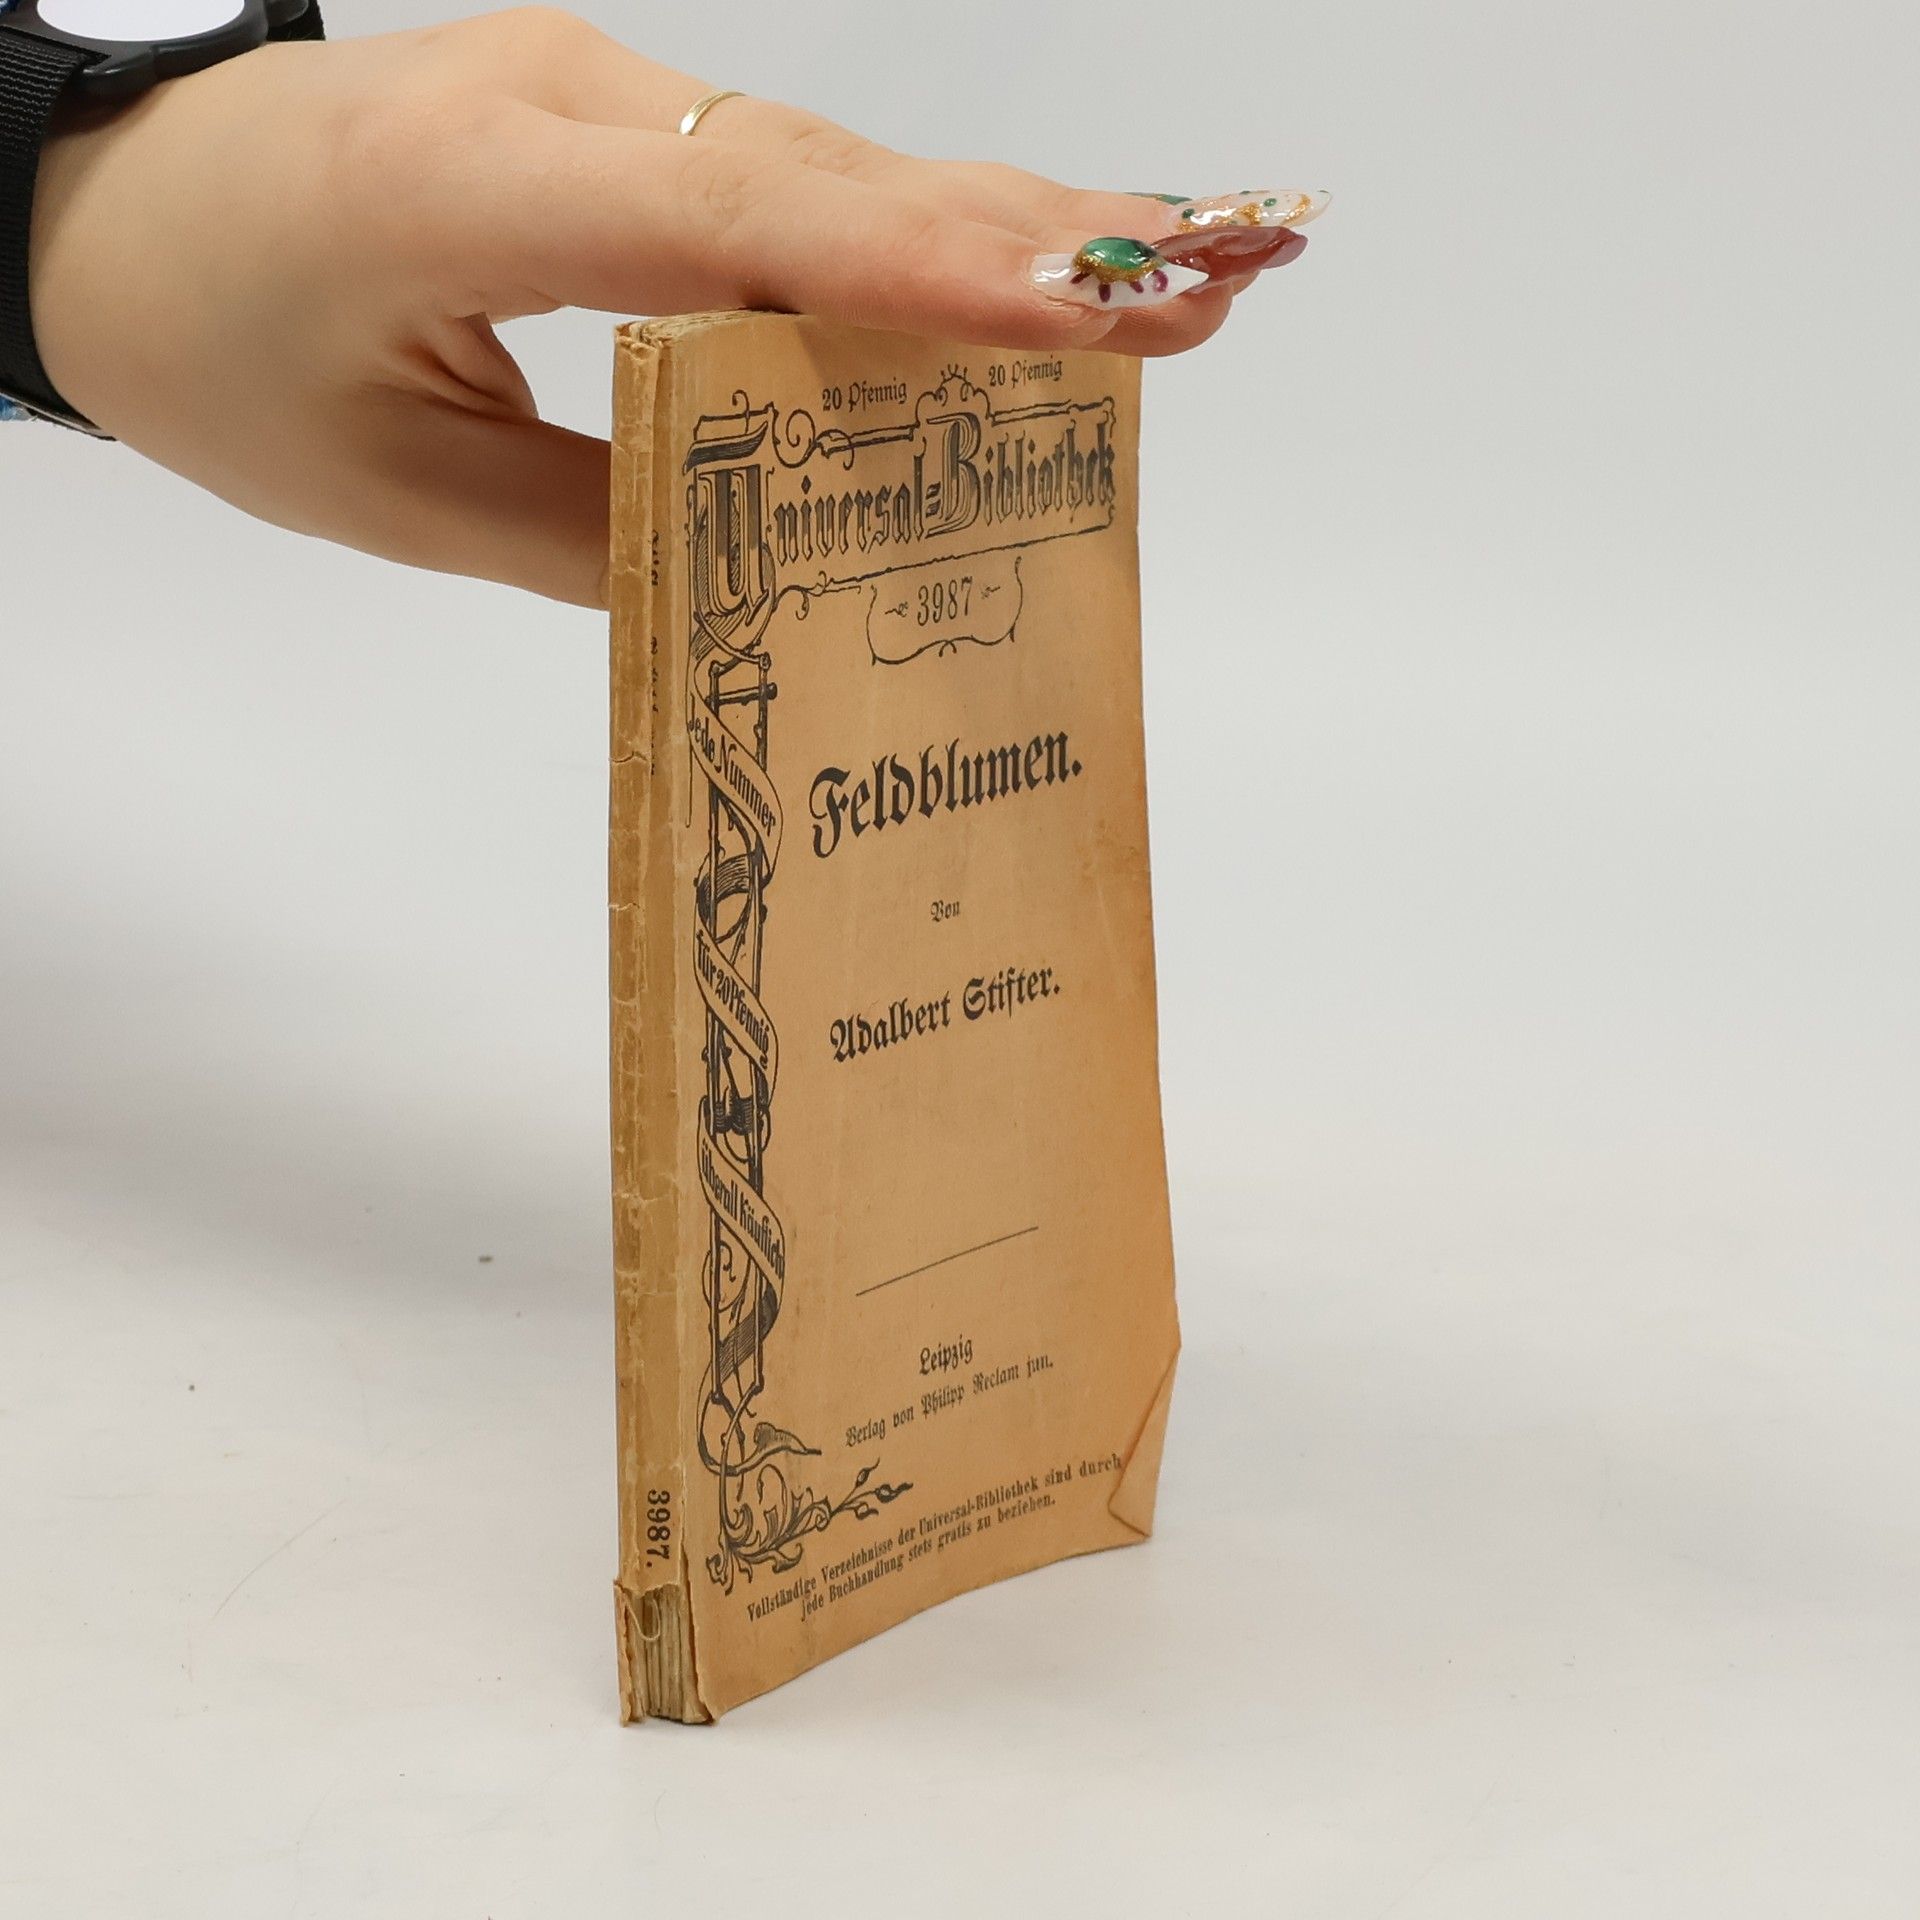 20 Pfennig 20 Pfennig
Universal-Bibliothek
3987
Jede Nummer
für 20 Pfennig
überall käuflich
Feldblumen.
Von
Adalbert Stifter.
Leipzig
Verlag von Philipp Reclam jun.
Vollständige Verzeichnisse der Universal-Bibliothek sind durch
jede Buchhandlung stets gratis zu beziehen.
3987.